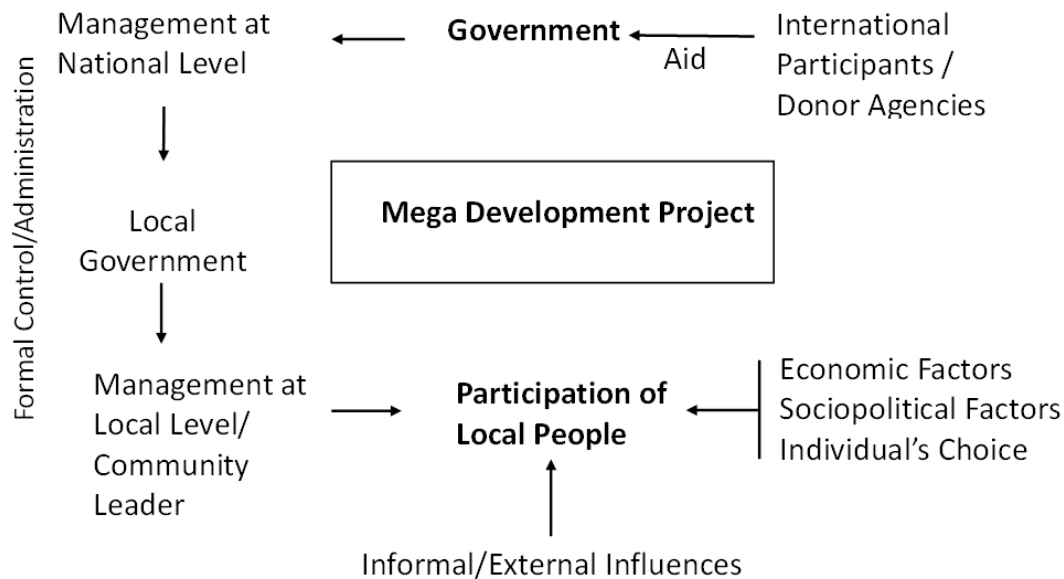 Management at
National Level
Government
Aid
International
Participants /
Donor Agencies
Formal Control/Administration
Mega Development Project
Local
Government
Management at
Local Level/
Community
Leader
Participation of
Local People
Economic Factors
Sociopolitical Factors
Individual’s Choice
Informal/External Influences